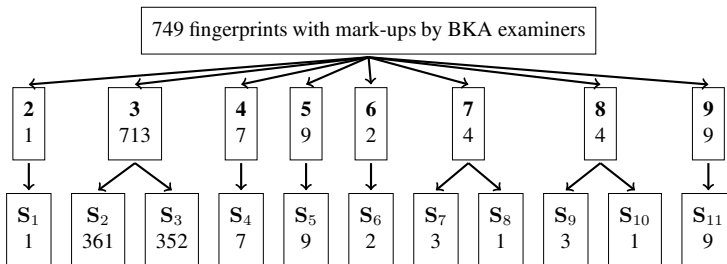 749 fingerprints with mark-ups by BKA examiners
2 3 4 5 6 7 8 9
1 713 7 9 2 4 4 9
S₁ S₂ S₃ S₄ S₅ S₆ S₇ S₈ S₉ S₁₀ S₁₁
1 361 352 7 9 2 3 1 3 1 9